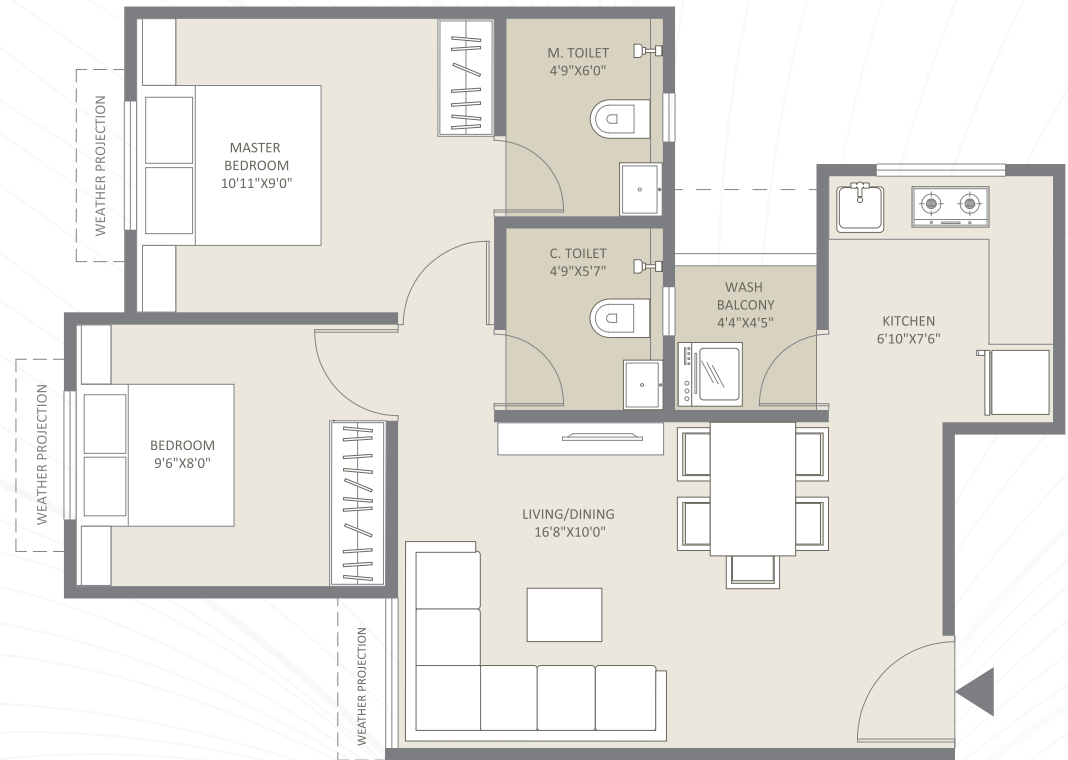 M. TOILET
4'9"X6'0"
WEATHER PROJECTION
MASTER
BEDROOM
10'11"X9'0"
C. TOILET
4'9"X5'7"
WASH
BALCONY
4'4"X4'5"
KITCHEN
6'10"X7'6"
WEATHER PROJECTION
BEDROOM
9'6"X8'0"
LIVING/DINING
16'8"X10'0"
WEATHER PROJECTION